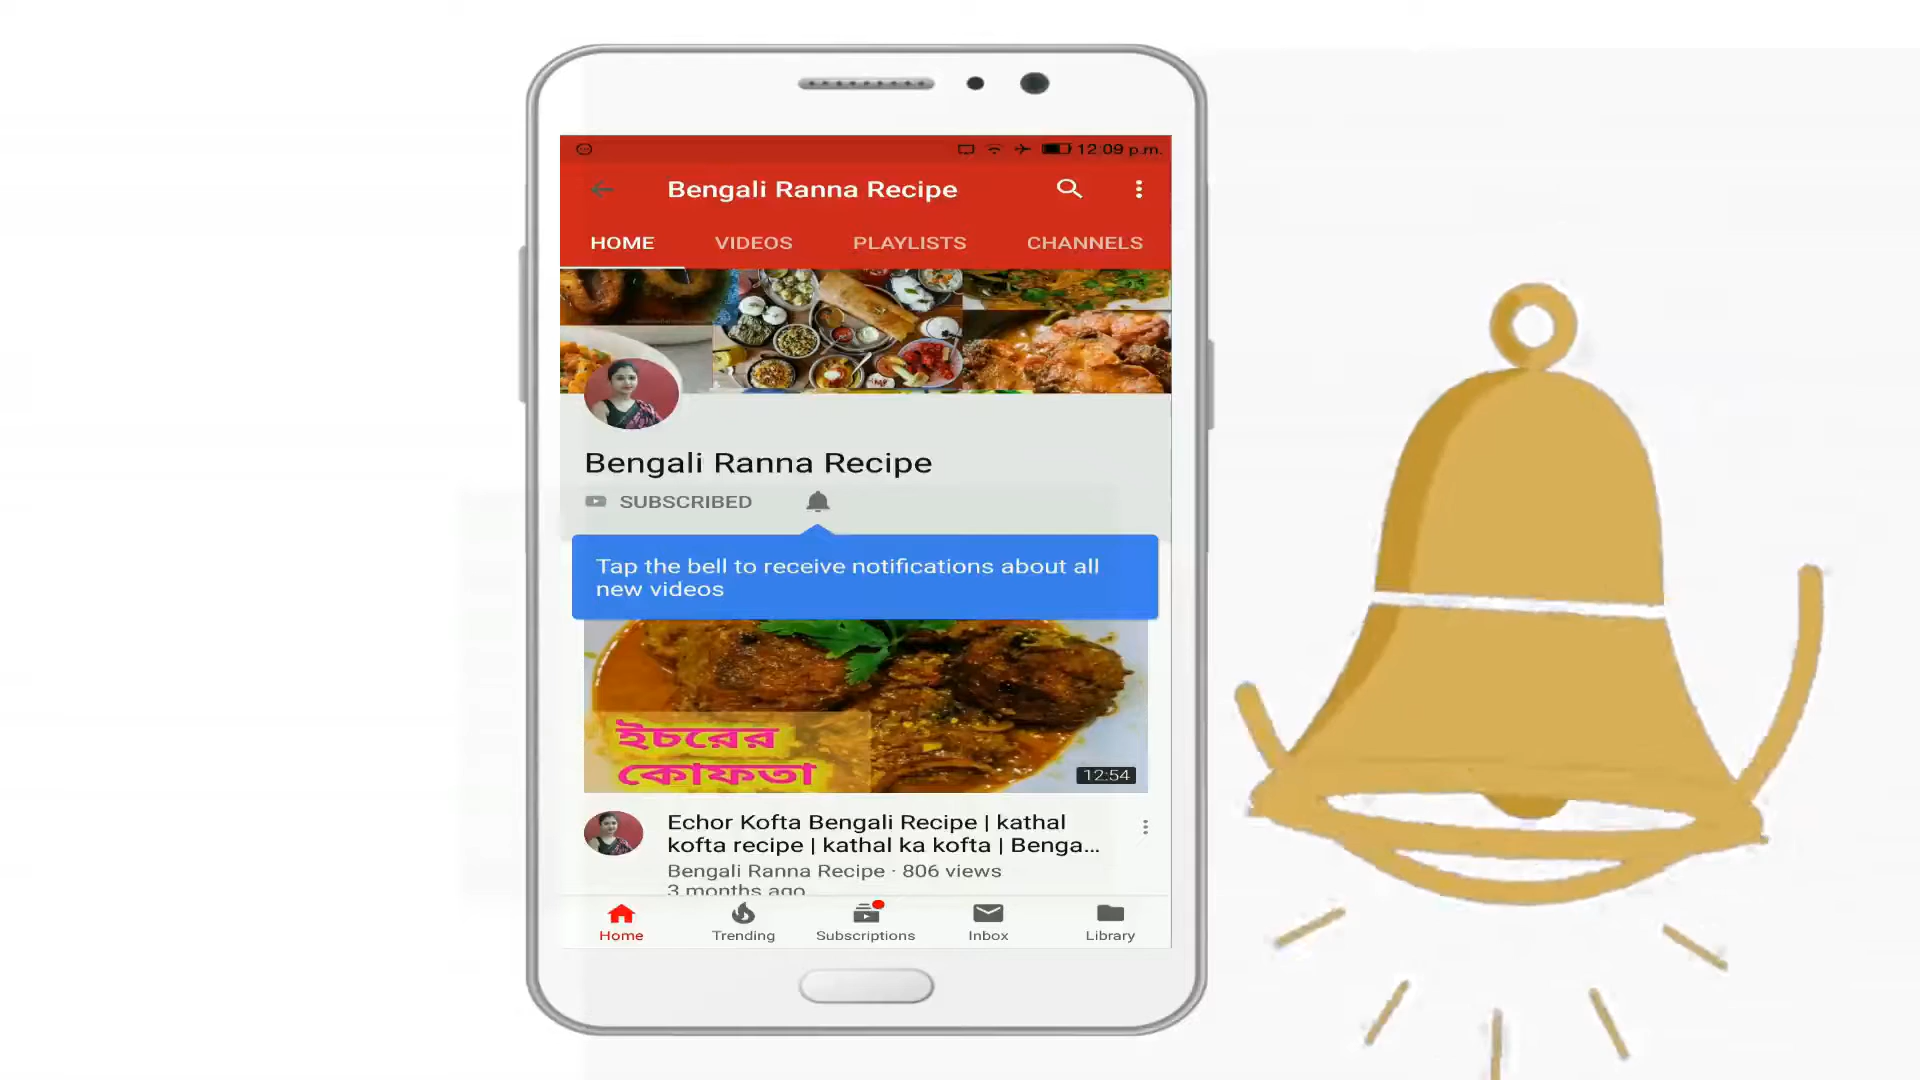 12:09 p.m.
Bengali Ranna Recipe
HOME VIDEOS PLAYLISTS CHANNELS
Bengali Ranna Recipe
SUBSCRIBED
Tap the bell to receive notifications about all
new videos
ইচরের
কোফতা
12:54
Echor Kofta Bengali Recipe | kathal
kofta recipe | kathal ka kofta | Benga...
Bengali Ranna Recipe · 806 views
3 months ago
Home Trending Subscriptions Inbox Library